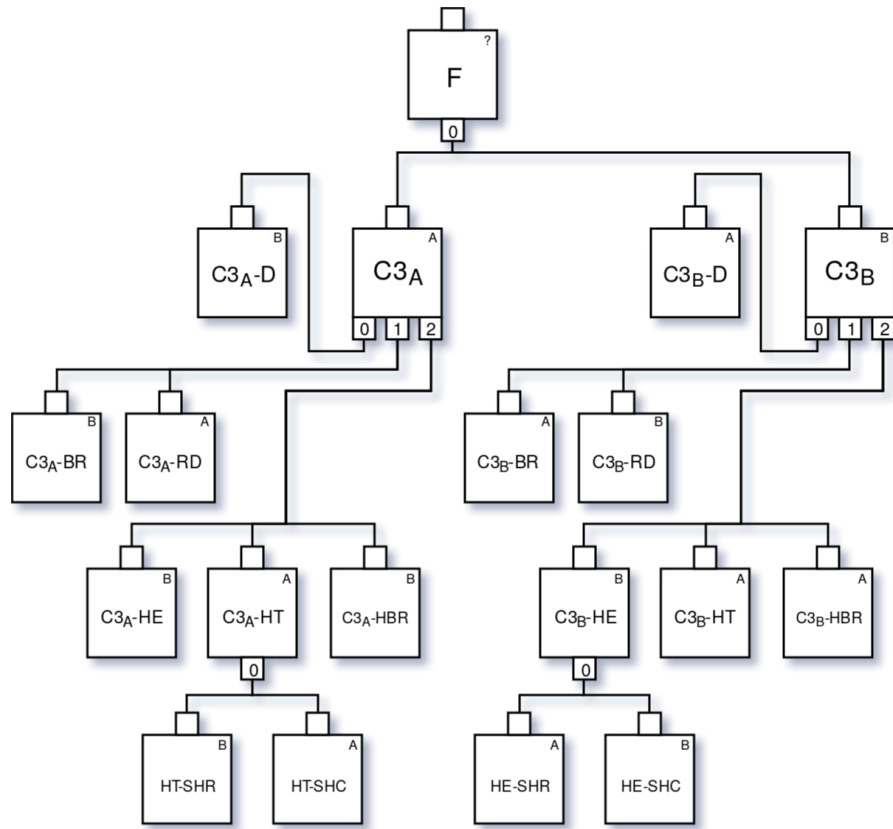 ?
F
0
B
C3A-D
A
C3A
0 1 2
A
C3B-D
B
C3B
0 1 2
B
C3A-BR
A
C3A-RD
A
C3B-BR
B
C3B-RD
B
C3A-HE
A
C3A-HT
0
B
C3A-HBR
B
C3B-HE
0
A
C3B-HT
A
C3B-HBR
B
HT-SHR
A
HT-SHC
A
HE-SHR
B
HE-SHC